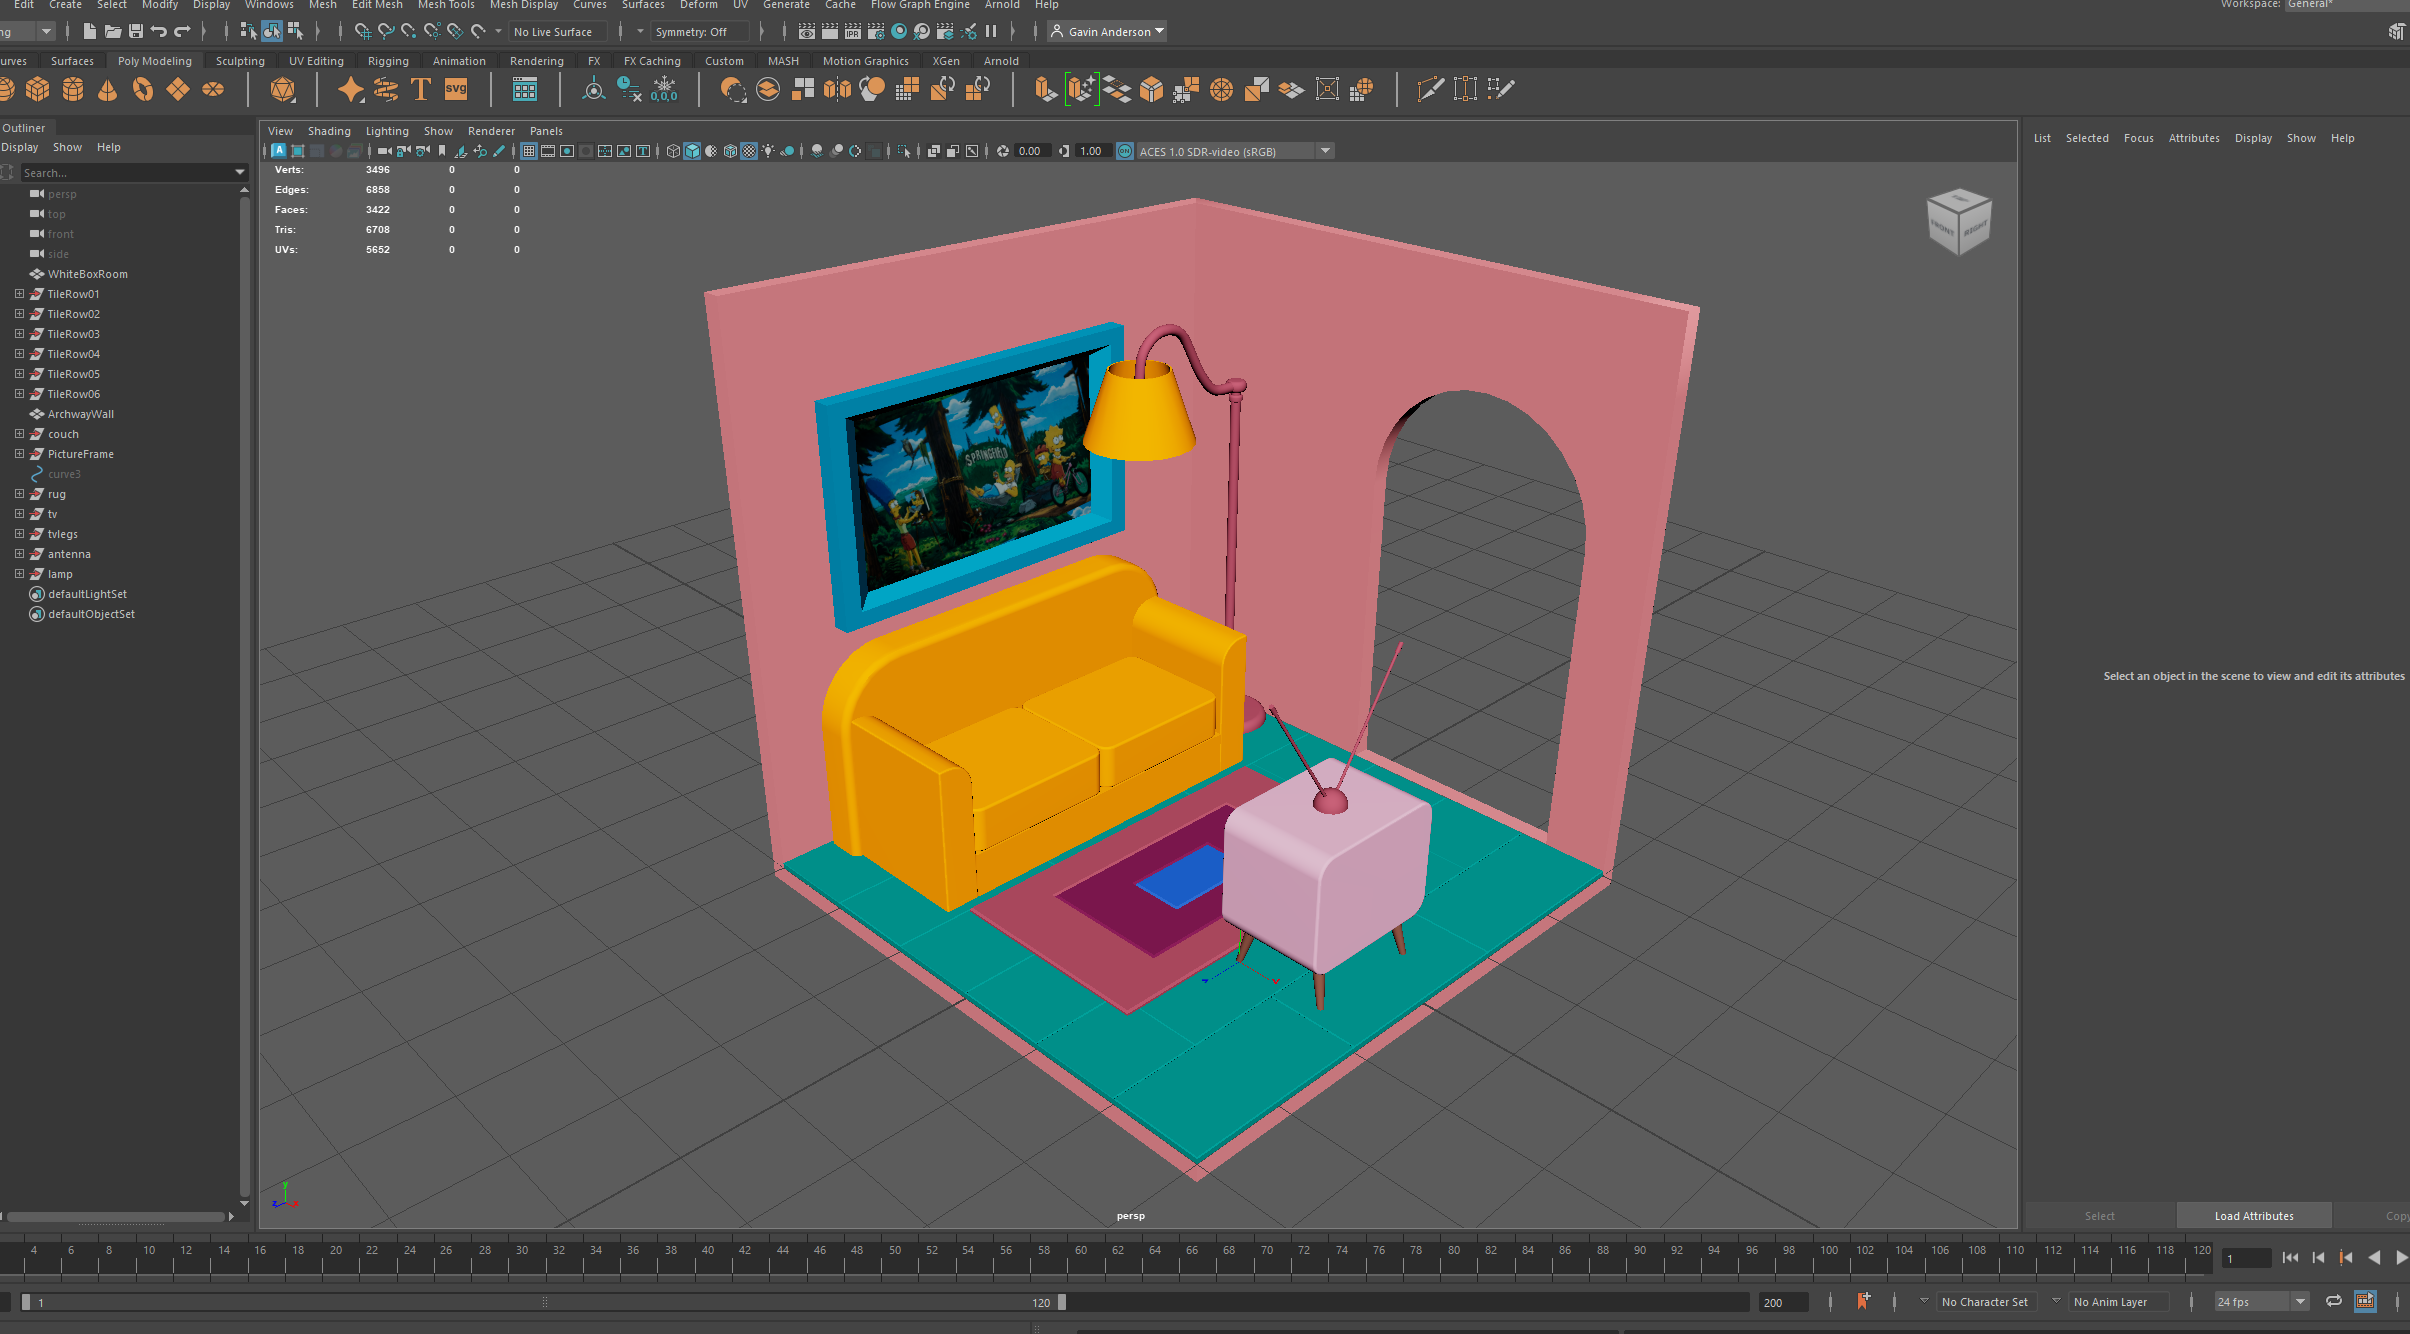 Edit Create Select Modify Display Windows Mesh Edit Mesh Mesh Tools Mesh Display Curves Surfaces Deform UV Generate Cache Flow Graph Engine Arnold Help
Workspace: General*
ng No Live Surface Symmetry: Off IPR Gavin Anderson
urves Surfaces Poly Modeling Sculpting UV Editing Rigging Animation Rendering FX FX Caching Custom MASH Motion Graphics XGen Arnold
T SVG 0,0,0
Outliner
Display Show Help
Search...
persp
top
front
side
WhiteBoxRoom
TileRow01
TileRow02
TileRow03
TileRow04
TileRow05
TileRow06
ArchwayWall
couch
PictureFrame
curve3
rug
tv
tvlegs
antenna
lamp
defaultLightSet
defaultObjectSet
View Shading Lighting Show Renderer Panels
0.00 1.00 ON ACES 1.0 SDR-video (sRGB)
Verts: 3496 0 0
Edges: 6858 0 0
Faces: 3422 0 0
Tris: 6708 0 0
UVs: 5652 0 0
FRONT RIGHT
SPRINGFIELD
y
z x
persp
List Selected Focus Attributes Display Show Help
Select an object in the scene to view and edit its attributes
Select Load Attributes Copy
4 6 8 10 12 14 16 18 20 22 24 26 28 30 32 34 36 38 40 42 44 46 48 50 52 54 56 58 60 62 64 66 68 70 72 74 76 78 80 82 84 86 88 90 92 94 96 98 100 102 104 106 108 110 112 114 116 118 120 1
1 120 200 No Character Set No Anim Layer 24 fps